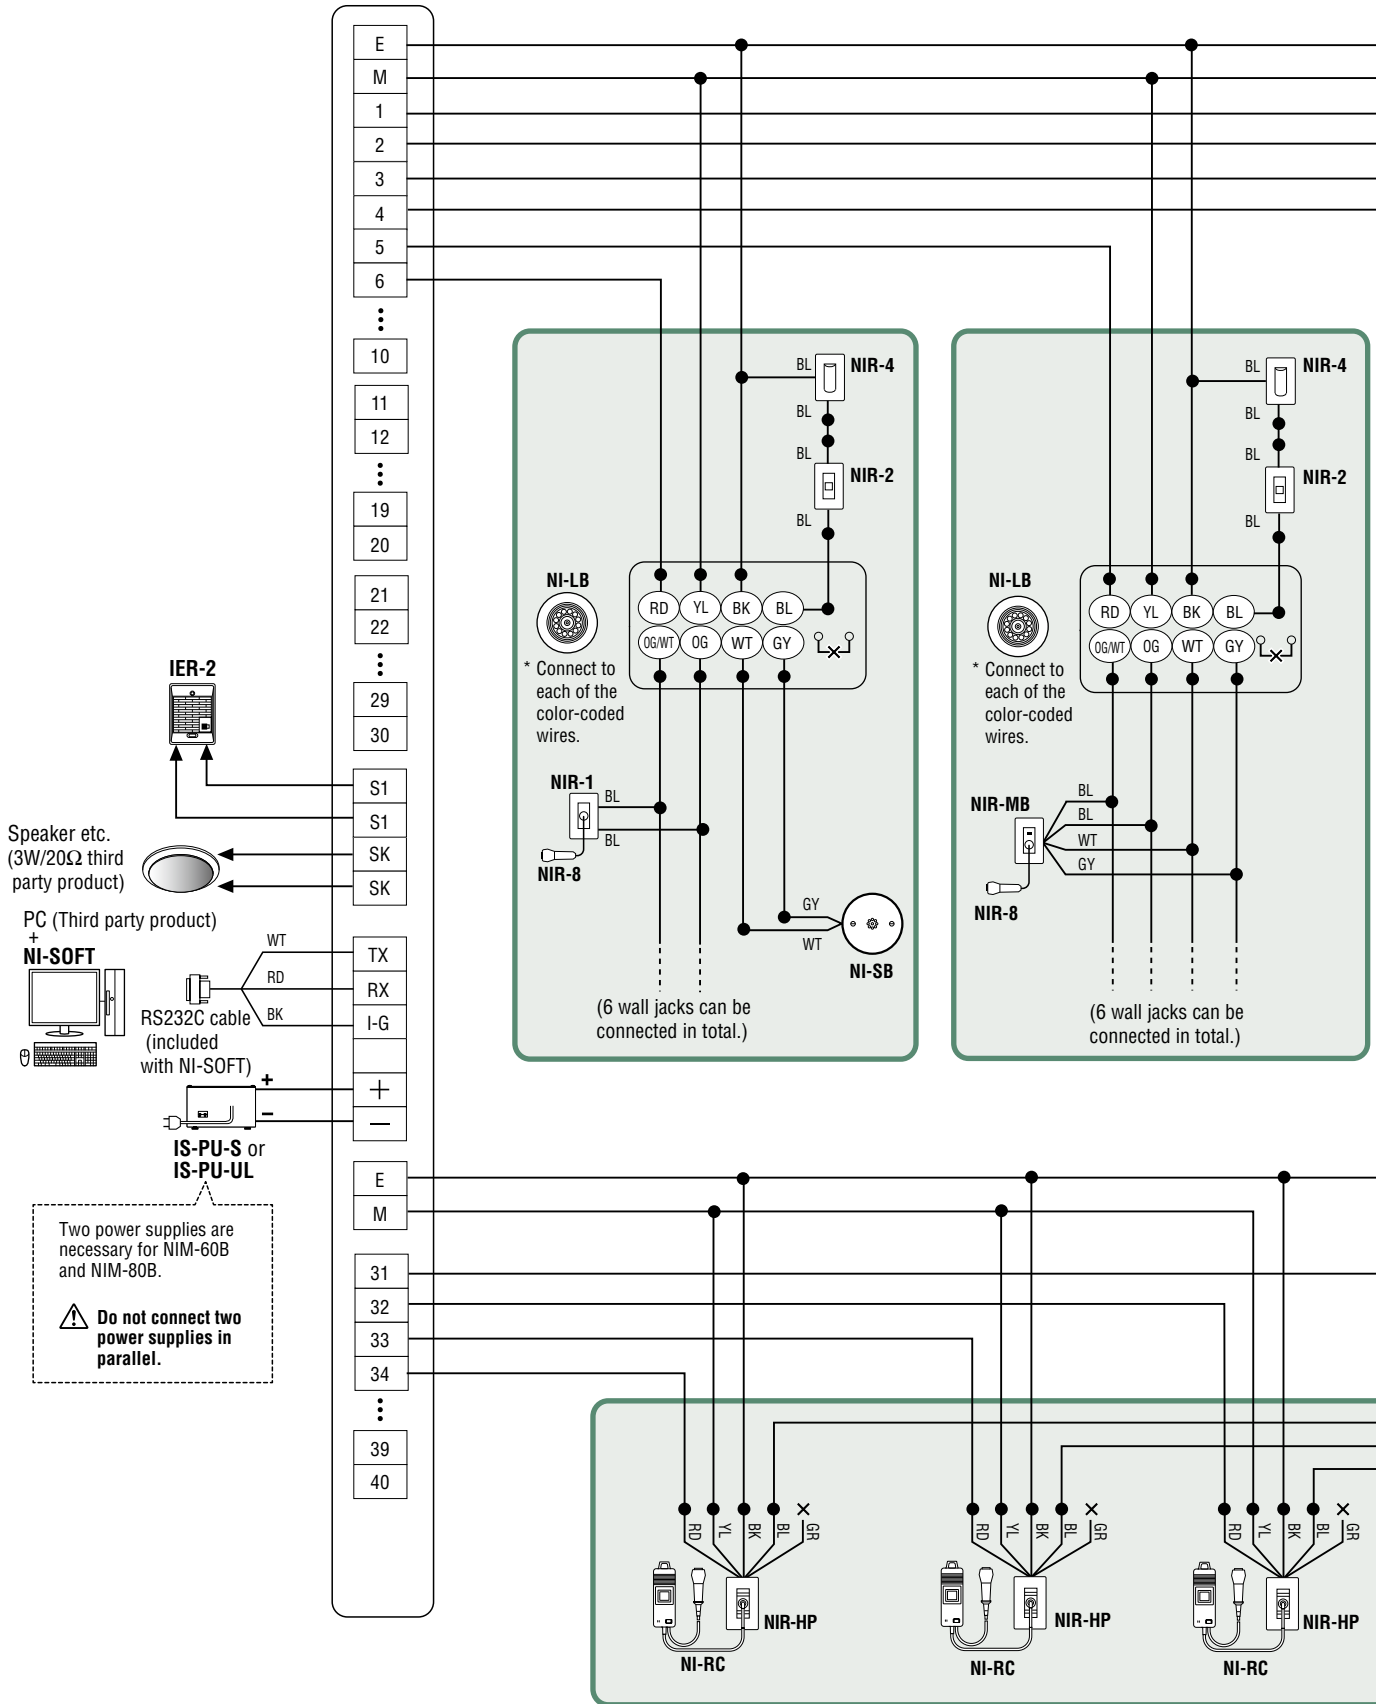 E
M
1
2
3
4
5
6
10
11
12
19
20
21
22
29
30
S1
S1
SK
SK
TX
RX
I-G
+
—
E
M
31
32
33
34
39
40
IER-2
Speaker etc.
(3W/20Ω third
party product)
PC (Third party product)
+
NI-SOFT
WT
RD
BK
RS232C cable
(included
with NI-SOFT)
+
–
IS-PU-S or
IS-PU-UL
Two power supplies are
necessary for NIM-60B
and NIM-80B.
Do not connect two
power supplies in
parallel.
BL
NIR-4
BL
BL
NIR-2
BL
NI-LB
RD YL BK BL
OG/WT OG WT GY
* Connect to
each of the
color-coded
wires.
NIR-1
BL
BL
NIR-8
GY
WT
NI-SB
(6 wall jacks can be
connected in total.)
BL
NIR-4
BL
BL
NIR-2
BL
NI-LB
RD YL BK BL
OG/WT OG WT GY
* Connect to
each of the
color-coded
wires.
NIR-MB
BL
BL
WT
GY
NIR-8
(6 wall jacks can be
connected in total.)
RD YL BK BL GR
NIR-HP
NI-RC
RD YL BK BL GR
NIR-HP
NI-RC
RD YL BK BL GR
NIR-HP
NI-RC